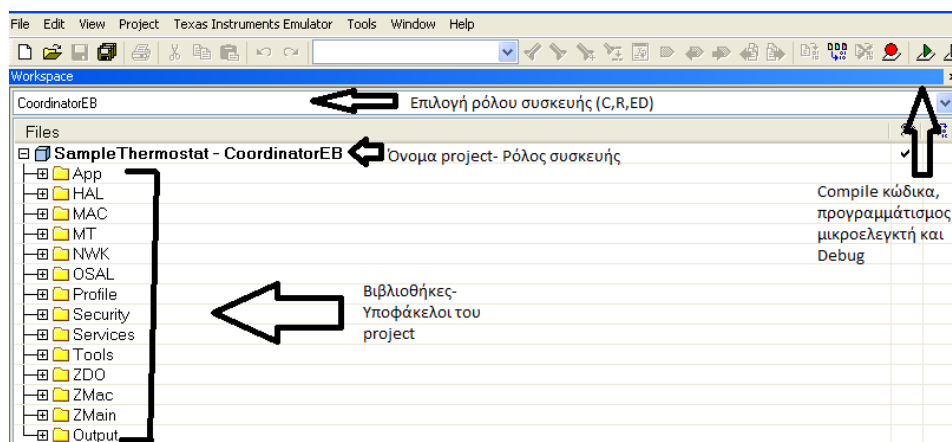 File Edit View Project Texas Instruments Emulator Tools Window Help
Workspace
CoordinatorEB
Επιλογή ρόλου συσκευής (C,R,ED)
Files
SampleThermostat - CoordinatorEB
Όνομα project- Ρόλος συσκευής
App
HAL
MAC
MT
NWK
OSAL
Profile
Security
Services
Tools
ZDO
ZMac
ZMain
Output
Compile κώδικα,
προγραμμάτισμος
μικροελεγκτή και
Debug
Βιβλιοθήκες-
Υποφάκελοι του
project